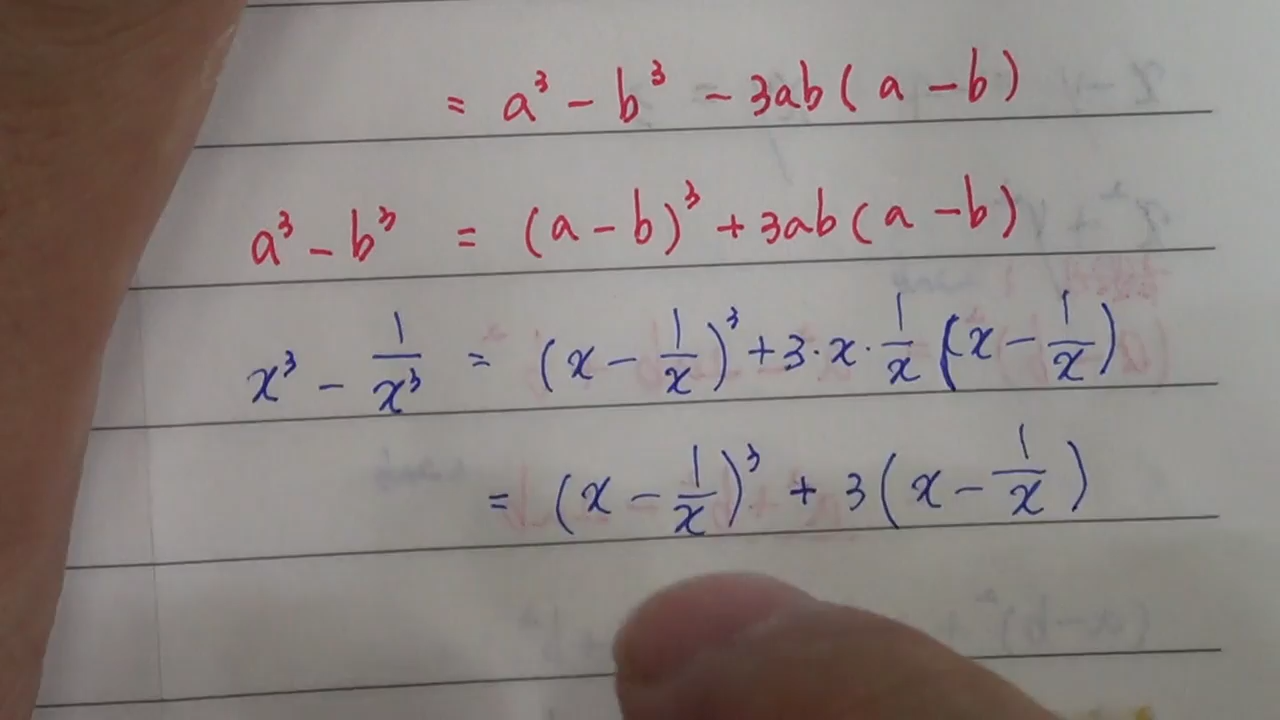 = a³ − b³ − 3ab ( a − b )
a³ − b³ = (a − b)³ + 3ab ( a − b )
x³ − 1/x³ = (x − 1/x)³ + 3 · x · 1/x (x − 1/x)
= (x − 1/x)³ + 3 (x − 1/x)